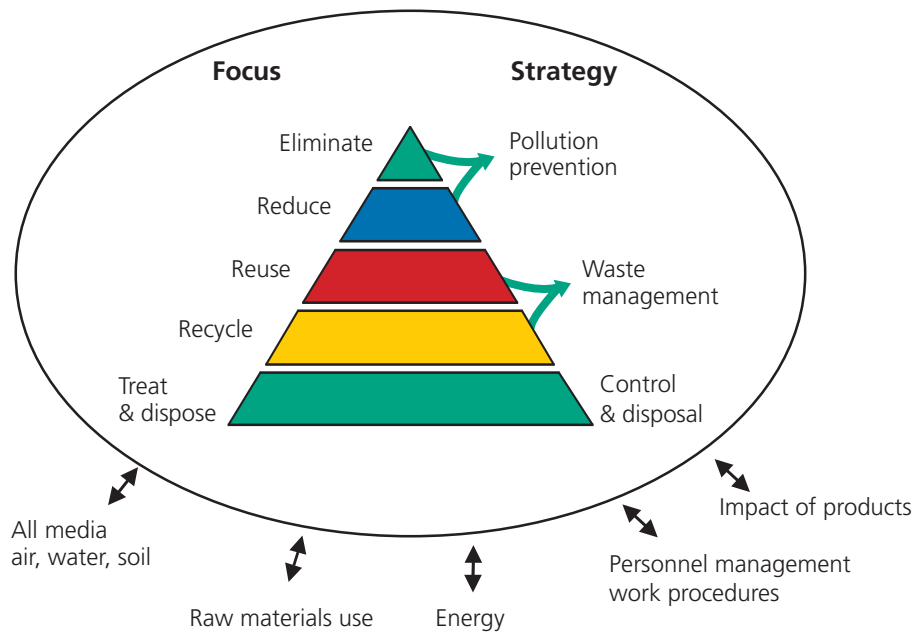 Focus
Strategy
Eliminate
Pollution
prevention
Reduce
Reuse
Waste
management
Recycle
Treat
& dispose
Control
& disposal
All media
air, water, soil
Raw materials use
Energy
Personnel management
work procedures
Impact of products